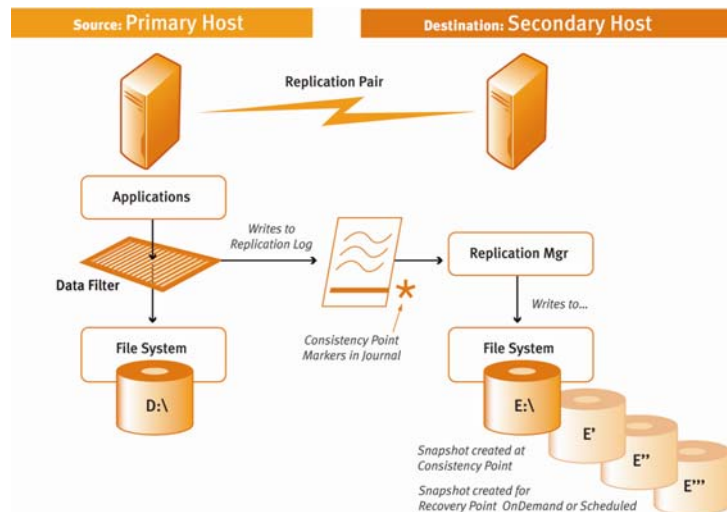 Source: Primary Host
Destination: Secondary Host
Replication Pair
Applications
Writes to
Replication Log
Data Filter
Replication Mgr
Writes to...
Consistency Point
Markers in Journal
File System
D:\
File System
E:\
E'
E''
E'''
Snapshot created at
Consistency Point
Snapshot created for
Recovery Point OnDemand or Scheduled